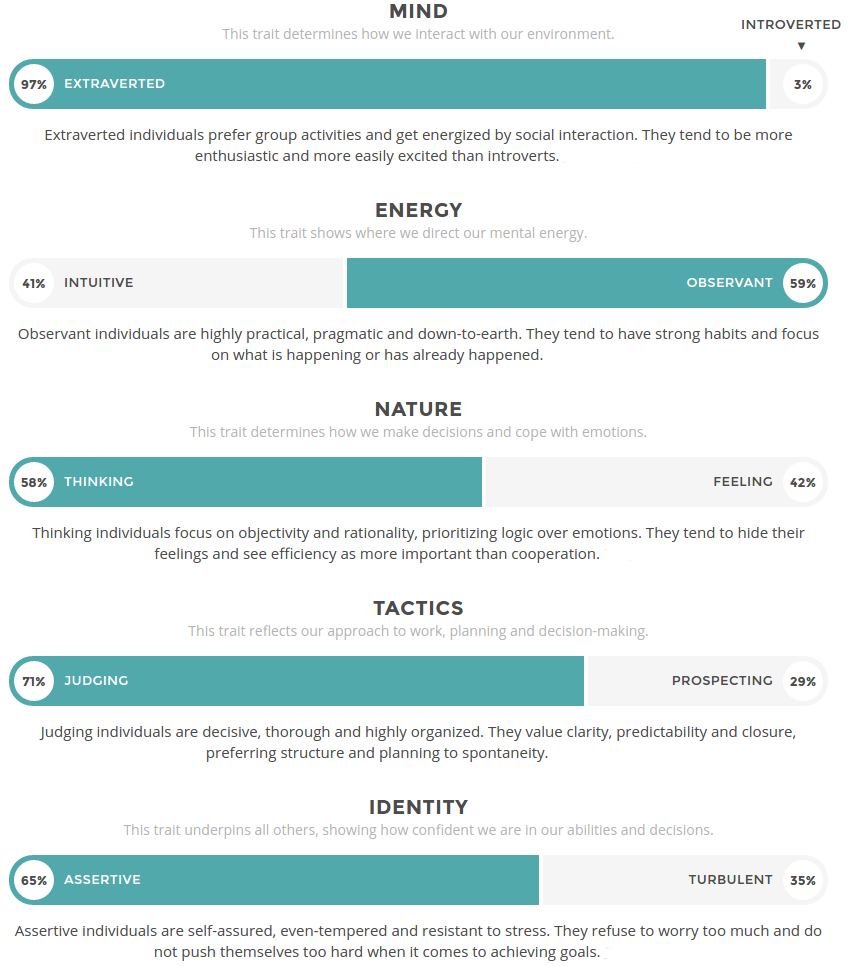 MIND
This trait determines how we interact with our environment.
INTROVERTED
▼
97% EXTRAVERTED 3%
Extraverted individuals prefer group activities and get energized by social interaction. They tend to be more
enthusiastic and more easily excited than introverts.
ENERGY
This trait shows where we direct our mental energy.
41% INTUITIVE OBSERVANT 59%
Observant individuals are highly practical, pragmatic and down-to-earth. They tend to have strong habits and focus
on what is happening or has already happened.
NATURE
This trait determines how we make decisions and cope with emotions.
58% THINKING FEELING 42%
Thinking individuals focus on objectivity and rationality, prioritizing logic over emotions. They tend to hide their
feelings and see efficiency as more important than cooperation.
TACTICS
This trait reflects our approach to work, planning and decision-making.
71% JUDGING PROSPECTING 29%
Judging individuals are decisive, thorough and highly organized. They value clarity, predictability and closure,
preferring structure and planning to spontaneity.
IDENTITY
This trait underpins all others, showing how confident we are in our abilities and decisions.
65% ASSERTIVE TURBULENT 35%
Assertive individuals are self-assured, even-tempered and resistant to stress. They refuse to worry too much and do
not push themselves too hard when it comes to achieving goals.